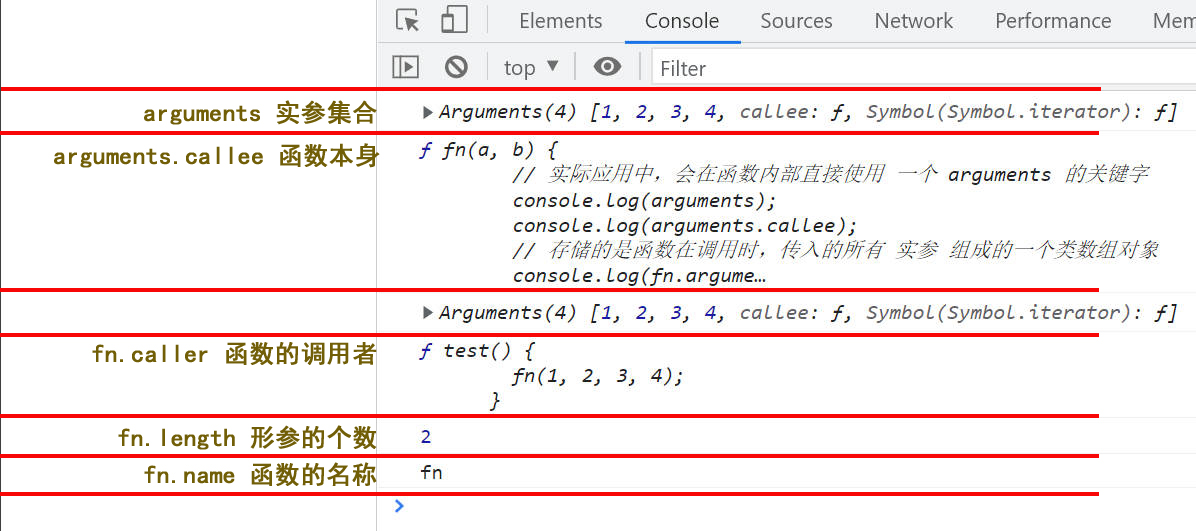 Elements Console Sources Network Performance Mem
top Filter
arguments 实参集合 Arguments(4) [1, 2, 3, 4, callee: ƒ, Symbol(Symbol.iterator): ƒ]
arguments.callee 函数本身 ƒ fn(a, b) {
// 实际应用中，会在函数内部直接使用 一个 arguments 的关键字
console.log(arguments);
console.log(arguments.callee);
// 存储的是函数在调用时，传入的所有 实参 组成的一个类数组对象
console.log(fn.argume…
Arguments(4) [1, 2, 3, 4, callee: ƒ, Symbol(Symbol.iterator): ƒ]
fn.caller 函数的调用者 ƒ test() {
fn(1, 2, 3, 4);
}
fn.length 形参的个数 2
fn.name 函数的名称 fn